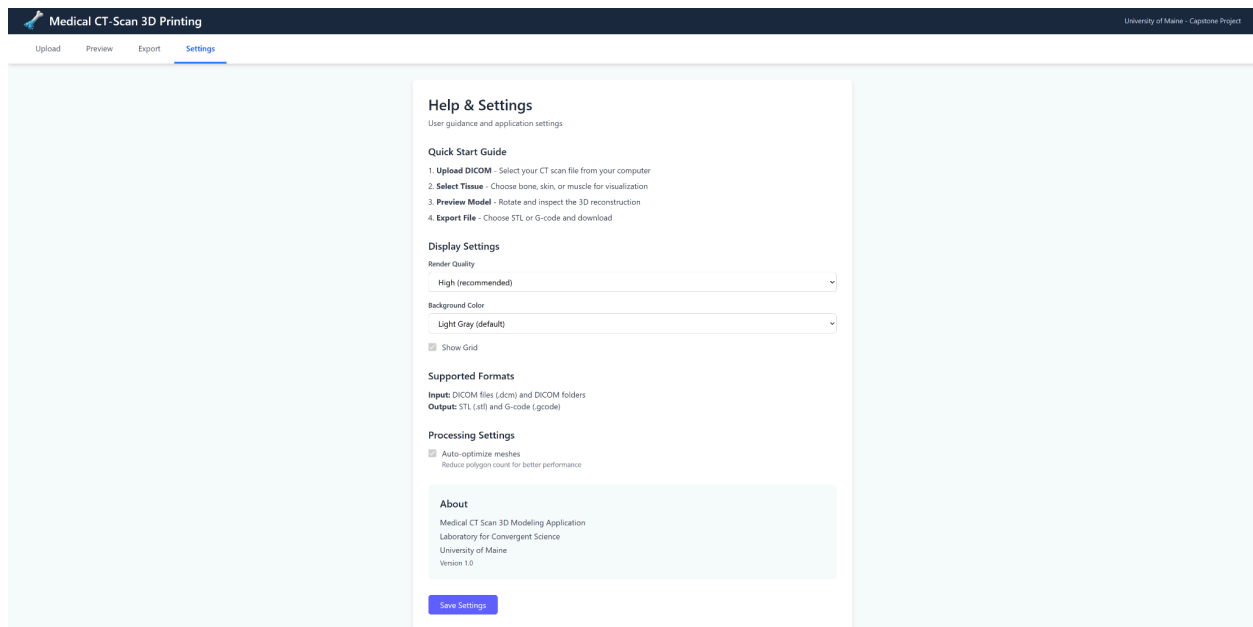 Medical CT-Scan 3D Printing
University of Maine - Capstone Project
Upload Preview Export Settings
Help & Settings
User guidance and application settings
Quick Start Guide
1. Upload DICOM - Select your CT scan file from your computer
2. Select Tissue - Choose bone, skin, or muscle for visualization
3. Preview Model - Rotate and inspect the 3D reconstruction
4. Export File - Choose STL or G-code and download
Display Settings
Render Quality
High (recommended)
Background Color
Light Gray (default)
Show Grid
Supported Formats
Input: DICOM files (.dcm) and DICOM folders
Output: STL (.stl) and G-code (.gcode)
Processing Settings
Auto-optimize meshes
Reduce polygon count for better performance
About
Medical CT Scan 3D Modeling Application
Laboratory for Convergent Science
University of Maine
Version 1.0
Save Settings